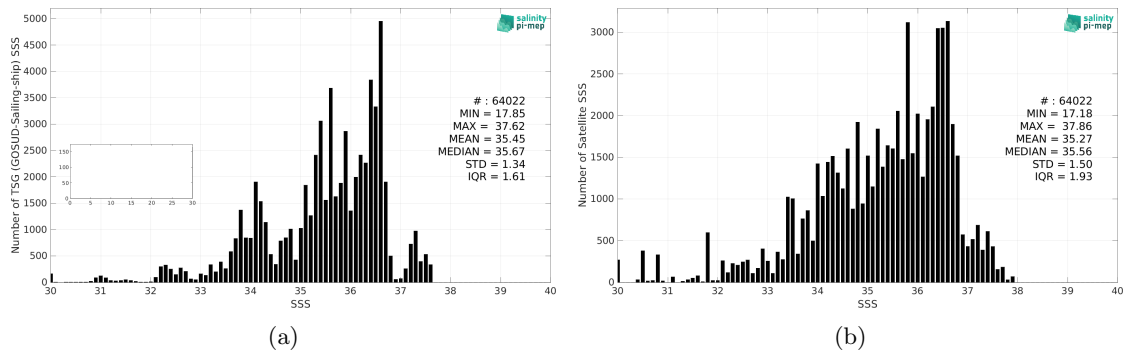 Number of TSG (GOSUD-Sailing-ship) SSS
5000
4500
4000
3500
3000
2500
2000
1500
1000
500
0
30 31 32 33 34 35 36 37 38 39 40
SSS
150
100
50
0
0 5 10 15 20 25 30
salinity
pi-mep
# : 64022
MIN = 17.85
MAX = 37.62
MEAN = 35.45
MEDIAN = 35.67
STD = 1.34
IQR = 1.61
(a)
Number of Satellite SSS
3000
2500
2000
1500
1000
500
0
30 31 32 33 34 35 36 37 38 39 40
SSS
salinity
pi-mep
# : 64022
MIN = 17.18
MAX = 37.86
MEAN = 35.27
MEDIAN = 35.56
STD = 1.50
IQR = 1.93
(b)